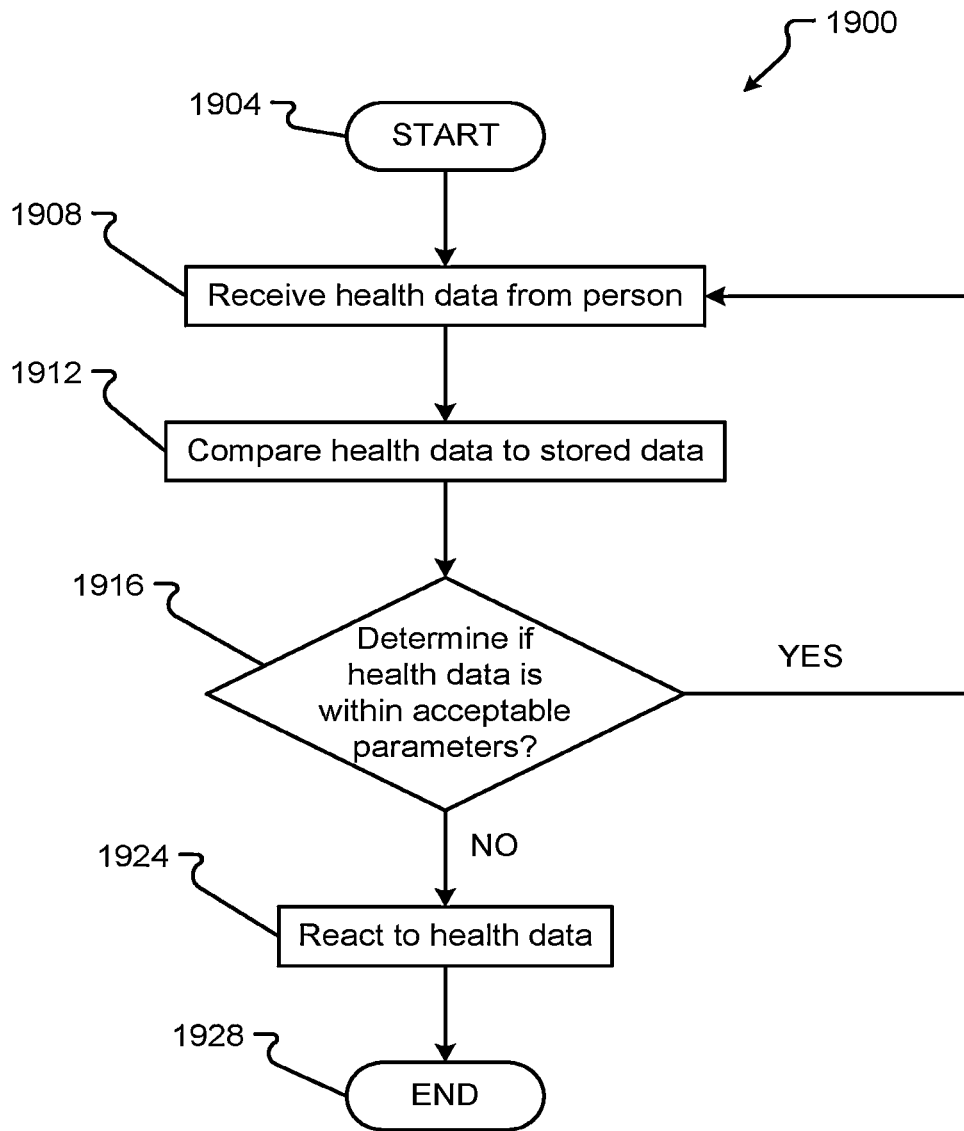 1900
1904
START
1908
Receive health data from person
1912
Compare health data to stored data
1916
Determine if
health data is
within acceptable
parameters?
YES
NO
1924
React to health data
1928
END